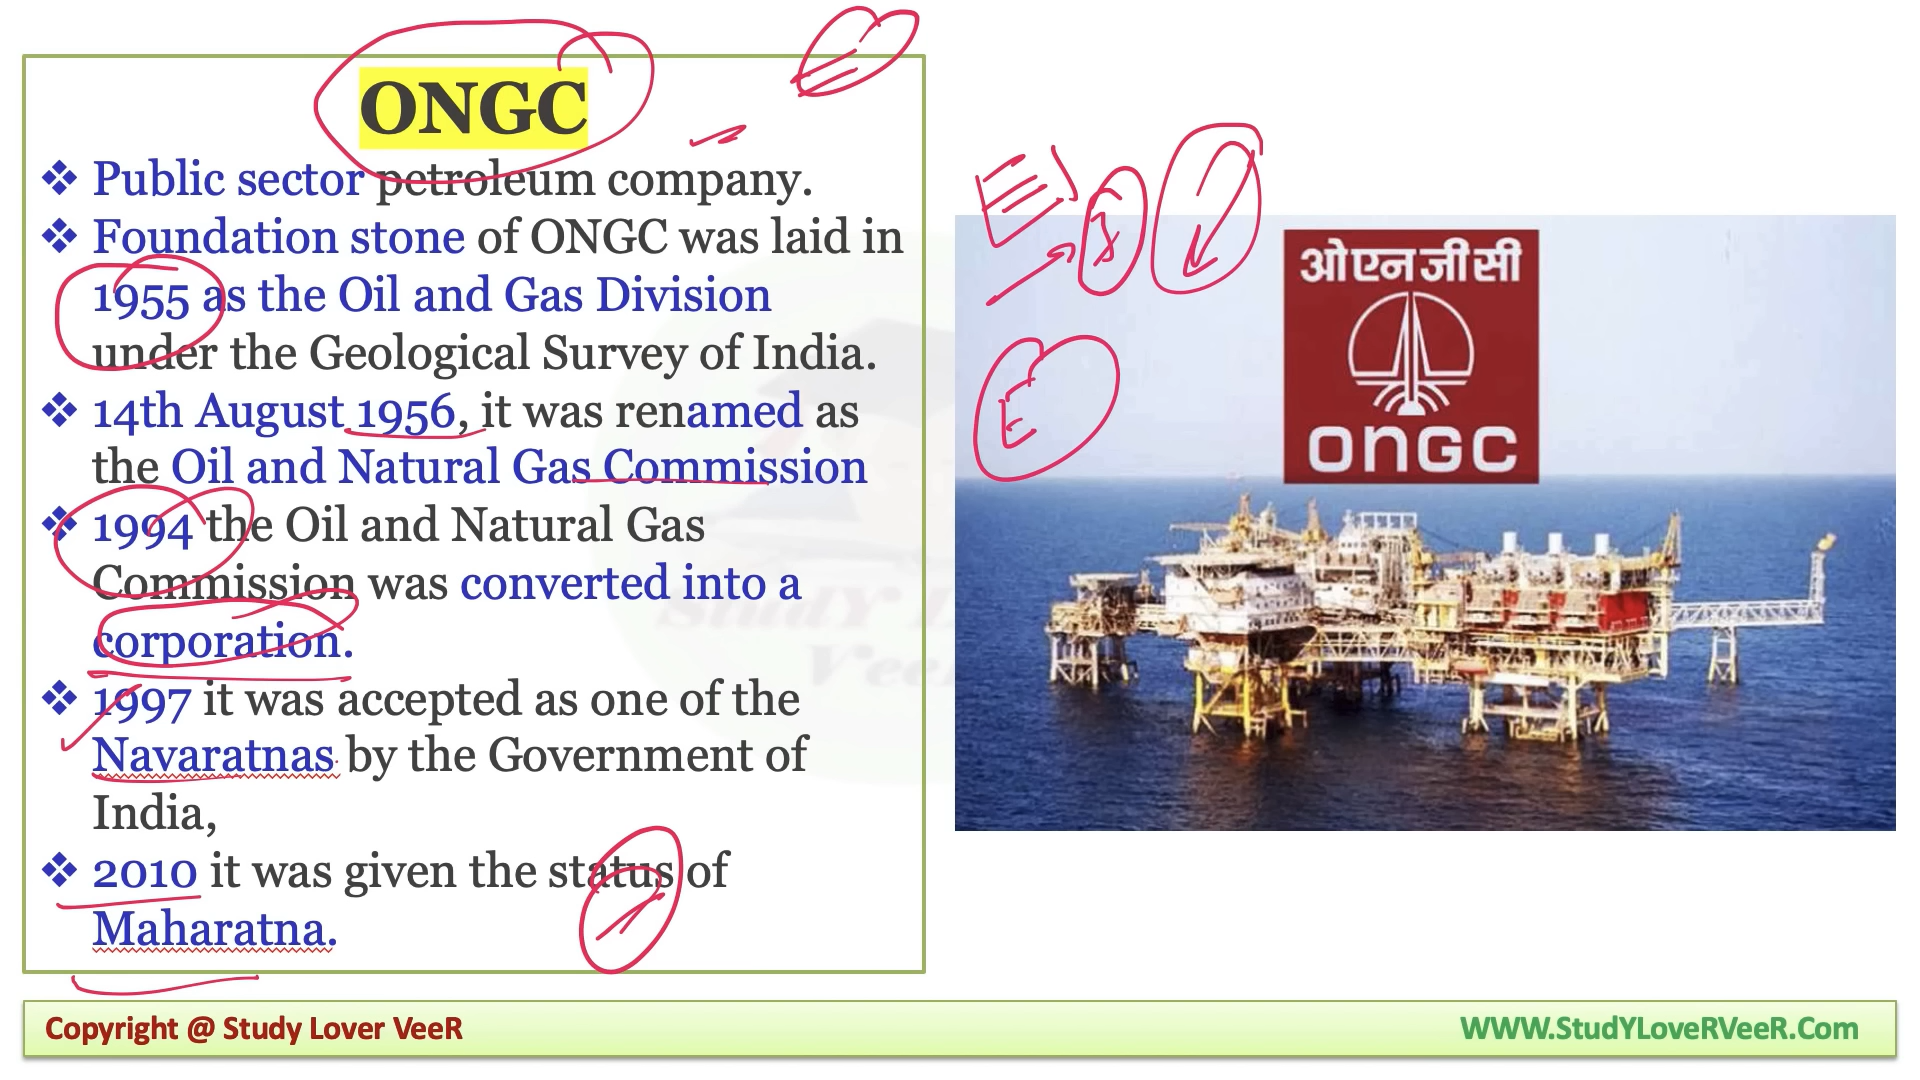 ONGC
❖ Public sector petroleum company.
❖ Foundation stone of ONGC was laid in
1955 as the Oil and Gas Division
under the Geological Survey of India.
❖ 14th August 1956, it was renamed as
the Oil and Natural Gas Commission
❖ 1994 the Oil and Natural Gas
Commission was converted into a
corporation.
❖ 1997 it was accepted as one of the
Navaratnas by the Government of
India,
❖ 2010 it was given the status of
Maharatna.
ओएनजीसी
ONGC
Copyright @ Study Lover VeeR
WWW.StudYLoveRVeeR.Com